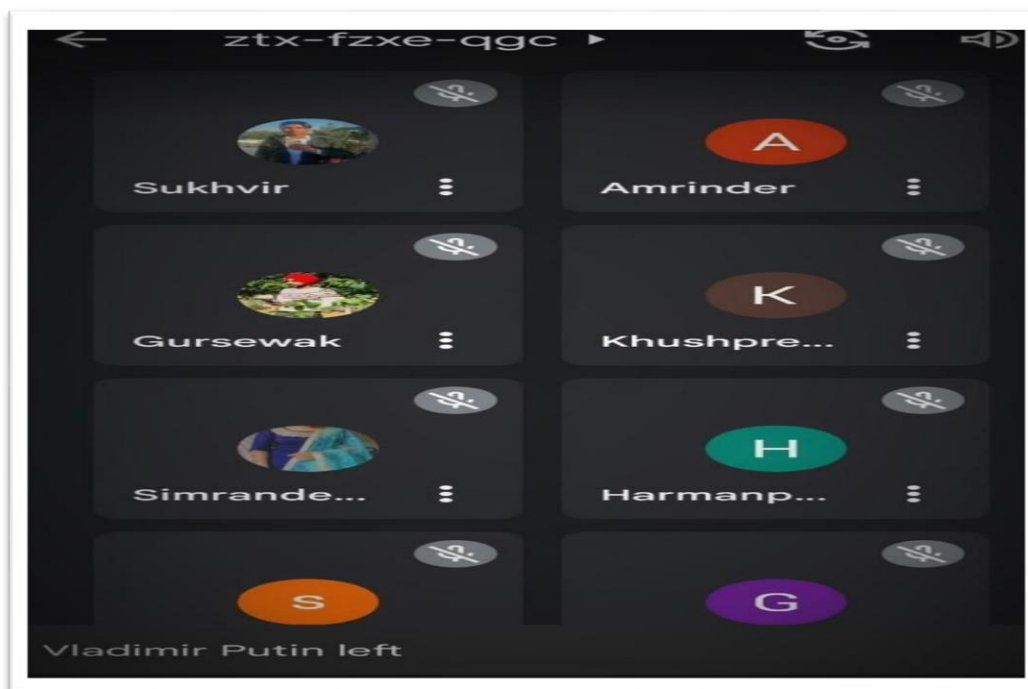 ztx-fzxe-qgc
A
Sukhvir
Amrinder
K
Gursewak
Khushpre...
H
Simrande...
Harmanp...
S
G
Vladimir Putin left